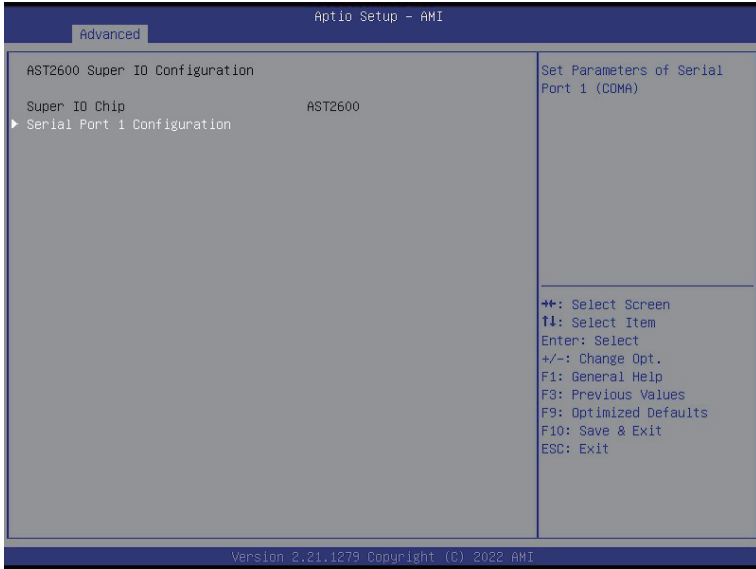 Aptio Setup – AMI
Advanced
AST2600 Super IO Configuration
Super IO Chip AST2600
▶ Serial Port 1 Configuration
Set Parameters of Serial
Port 1 (COMA)
→←: Select Screen
↑↓: Select Item
Enter: Select
+/-: Change Opt.
F1: General Help
F3: Previous Values
F9: Optimized Defaults
F10: Save & Exit
ESC: Exit
Version 2.21.1279 Copyright (C) 2022 AMI